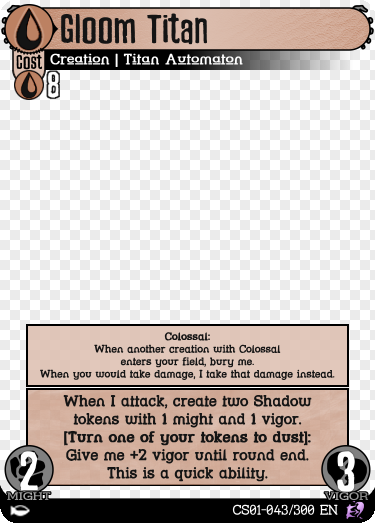 Gloom Titan
Cost
Creation | Titan Automaton
8
Colossal:
When another creation with Colossal
enters your field, bury me.
When you would take damage, I take that damage instead.
When I attack, create two Shadow
tokens with 1 might and 1 vigor.
[Turn one of your tokens to dust]:
Give me +2 vigor until round end.
This is a quick ability.
2
MIGHT
3
VIGOR
CS01-043/300 EN